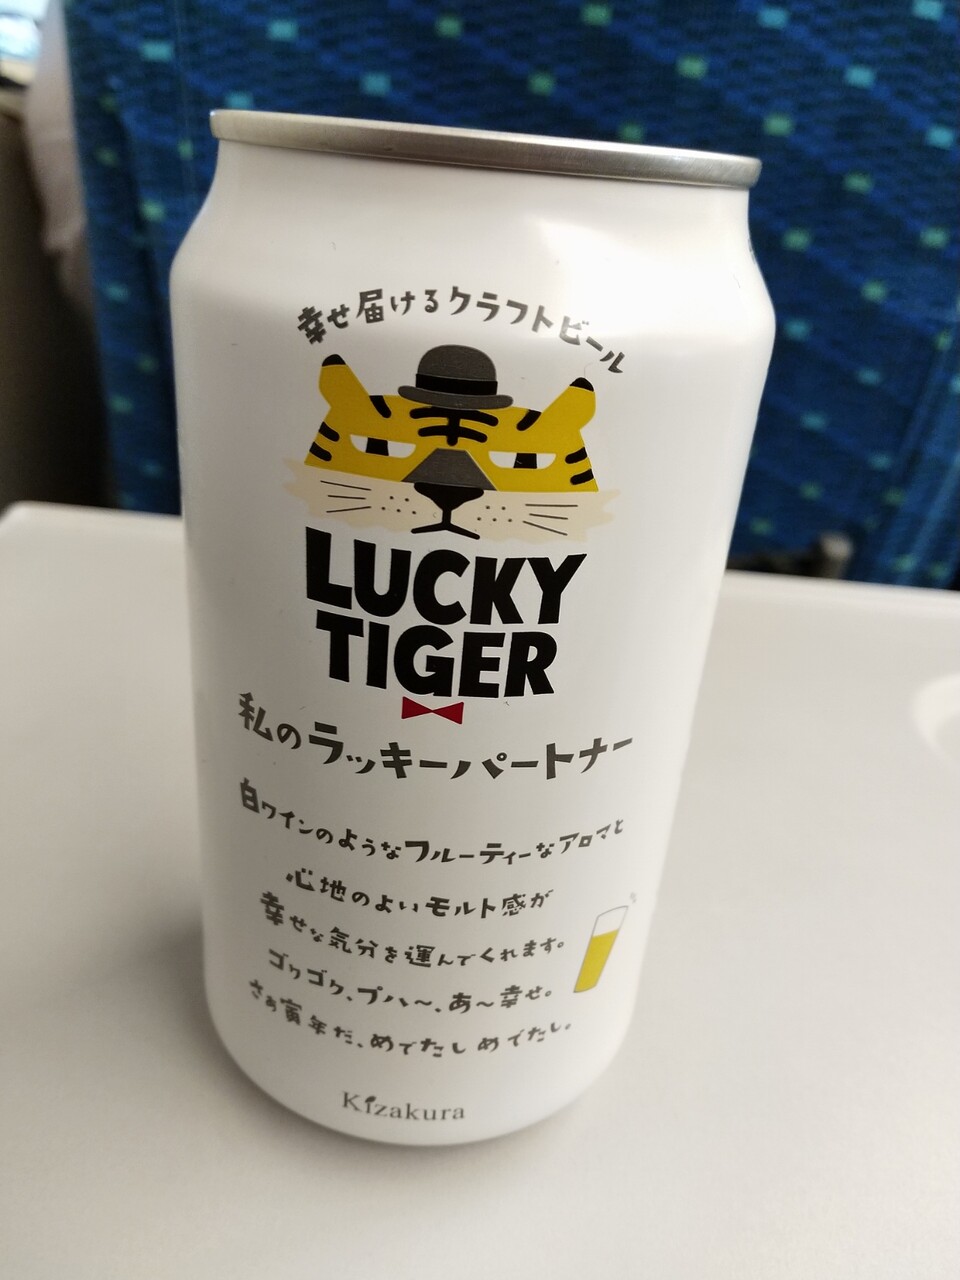 幸せ届けるクラフトビール
LUCKY
TIGER
私のラッキーパートナー
白ワインのようなフルーティーなアロマと
心地のよいモルト感が
幸せな気分を運んでくれます。
ゴクゴク、プハ〜、あ〜幸せ。
さぁ寅年だ、めでたし めでたし。
Kizakura